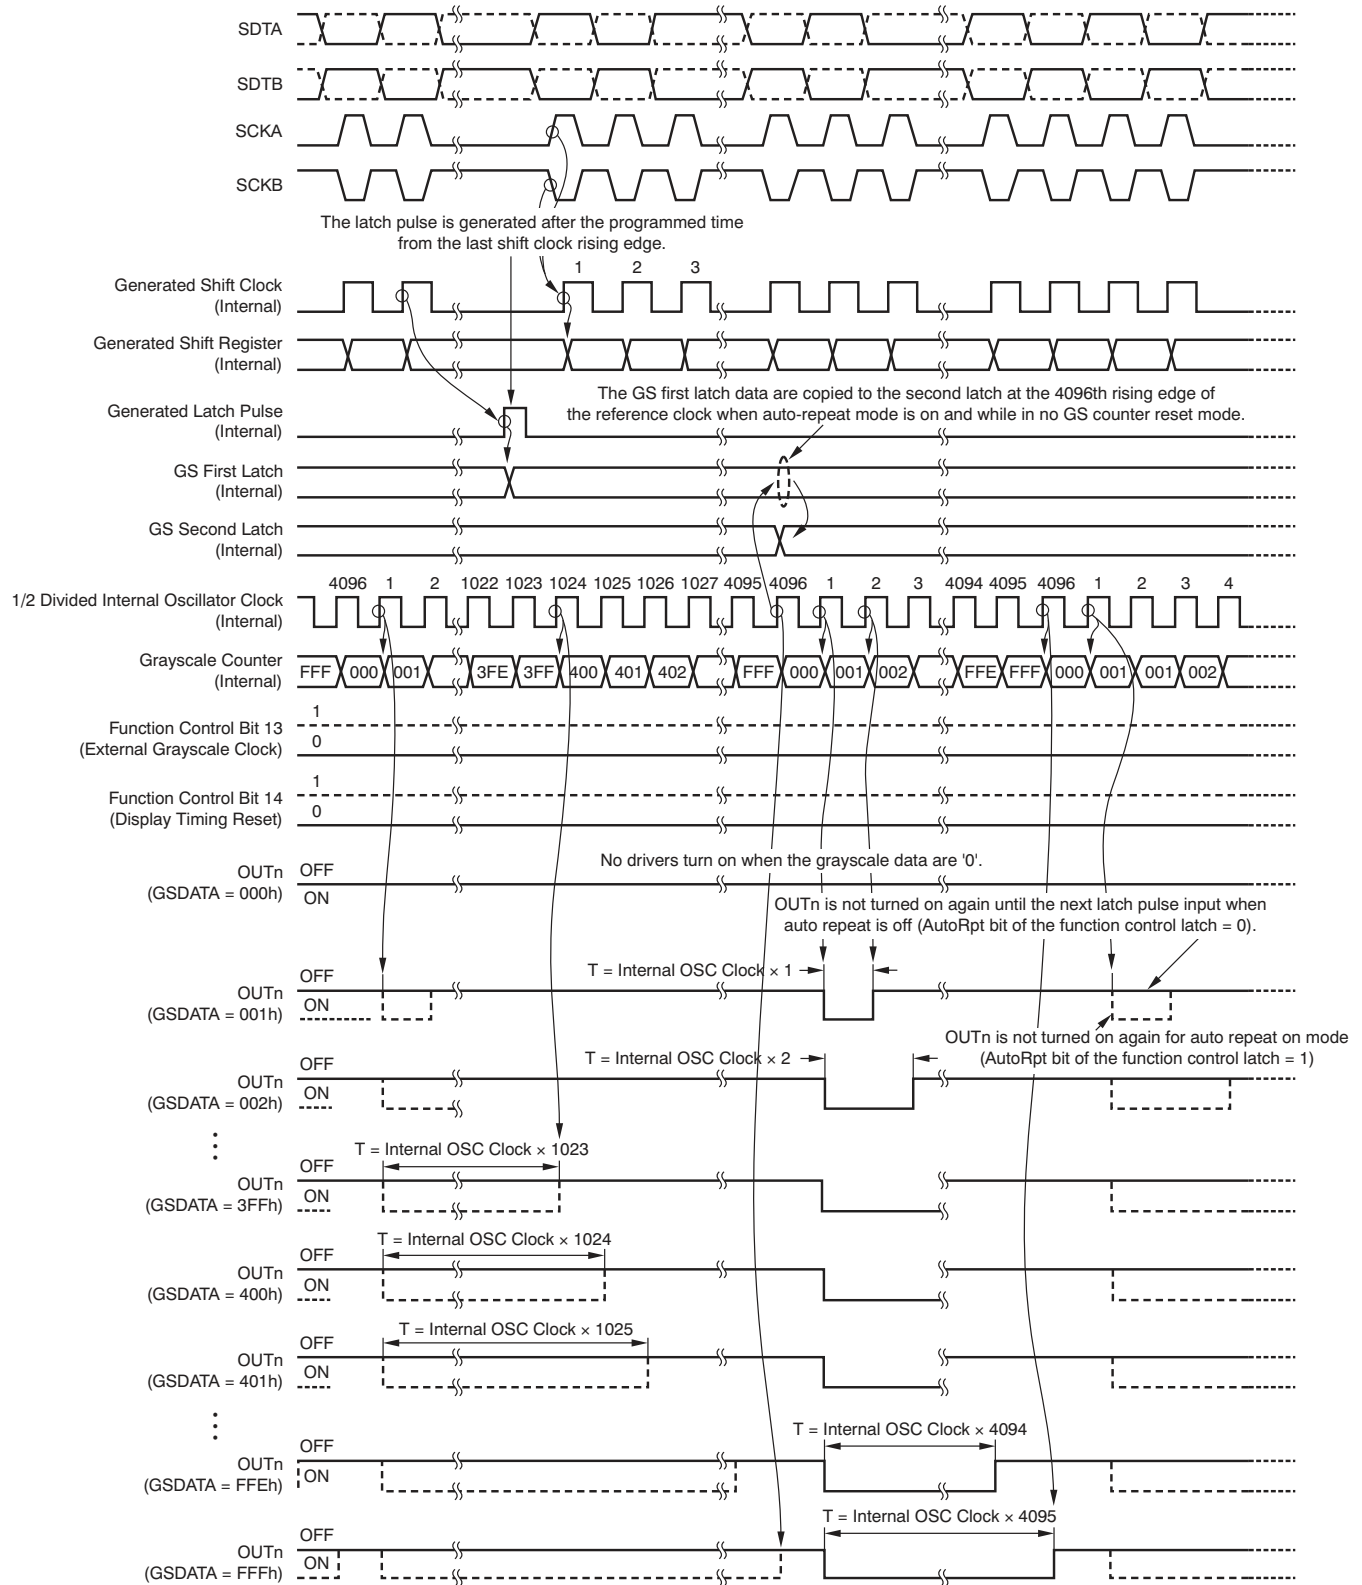 SDTA
SDTB
SCKA
SCKB
The latch pulse is generated after the programmed time
from the last shift clock rising edge.
1 2 3
Generated Shift Clock
(Internal)
Generated Shift Register
(Internal)
The GS first latch data are copied to the second latch at the 4096th rising edge of
the reference clock when auto-repeat mode is on and while in no GS counter reset mode.
Generated Latch Pulse
(Internal)
GS First Latch
(Internal)
GS Second Latch
(Internal)
4096 1 2 1022 1023 1024 1025 1026 1027 4095 4096 1 2 3 4094 4095 4096 1 2 3 4
1/2 Divided Internal Oscillator Clock
(Internal)
Grayscale Counter
(Internal)
FFF 000 001 3FE 3FF 400 401 402 FFF 000 001 002 FFE FFF 000 001 001 002
1
Function Control Bit 13
(External Grayscale Clock)
0
1
Function Control Bit 14
(Display Timing Reset)
0
No drivers turn on when the grayscale data are '0'.
OFF
OUTn
(GSDATA = 000h)
ON
OUTn is not turned on again until the next latch pulse input when
auto repeat is off (AutoRpt bit of the function control latch = 0).
T = Internal OSC Clock × 1
OFF
OUTn
(GSDATA = 001h)
ON
OUTn is not turned on again for auto repeat on mode
(AutoRpt bit of the function control latch = 1)
T = Internal OSC Clock × 2
OFF
OUTn
(GSDATA = 002h)
ON
T = Internal OSC Clock × 1023
OFF
OUTn
(GSDATA = 3FFh)
ON
T = Internal OSC Clock × 1024
OFF
OUTn
(GSDATA = 400h)
ON
T = Internal OSC Clock × 1025
OFF
OUTn
(GSDATA = 401h)
ON
T = Internal OSC Clock × 4094
OFF
OUTn
(GSDATA = FFEh)
ON
T = Internal OSC Clock × 4095
OFF
OUTn
(GSDATA = FFFh)
ON